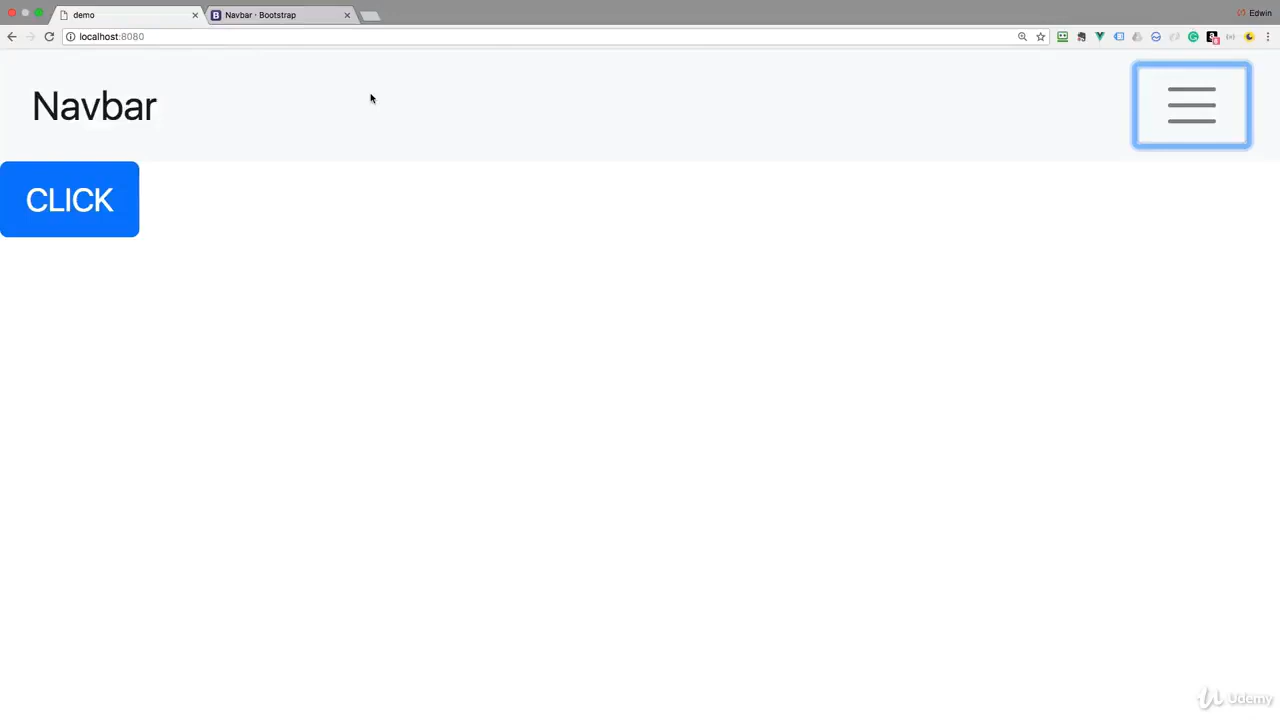 demo
Navbar · Bootstrap
Edwin
localhost:8080
Navbar
CLICK
Udemy